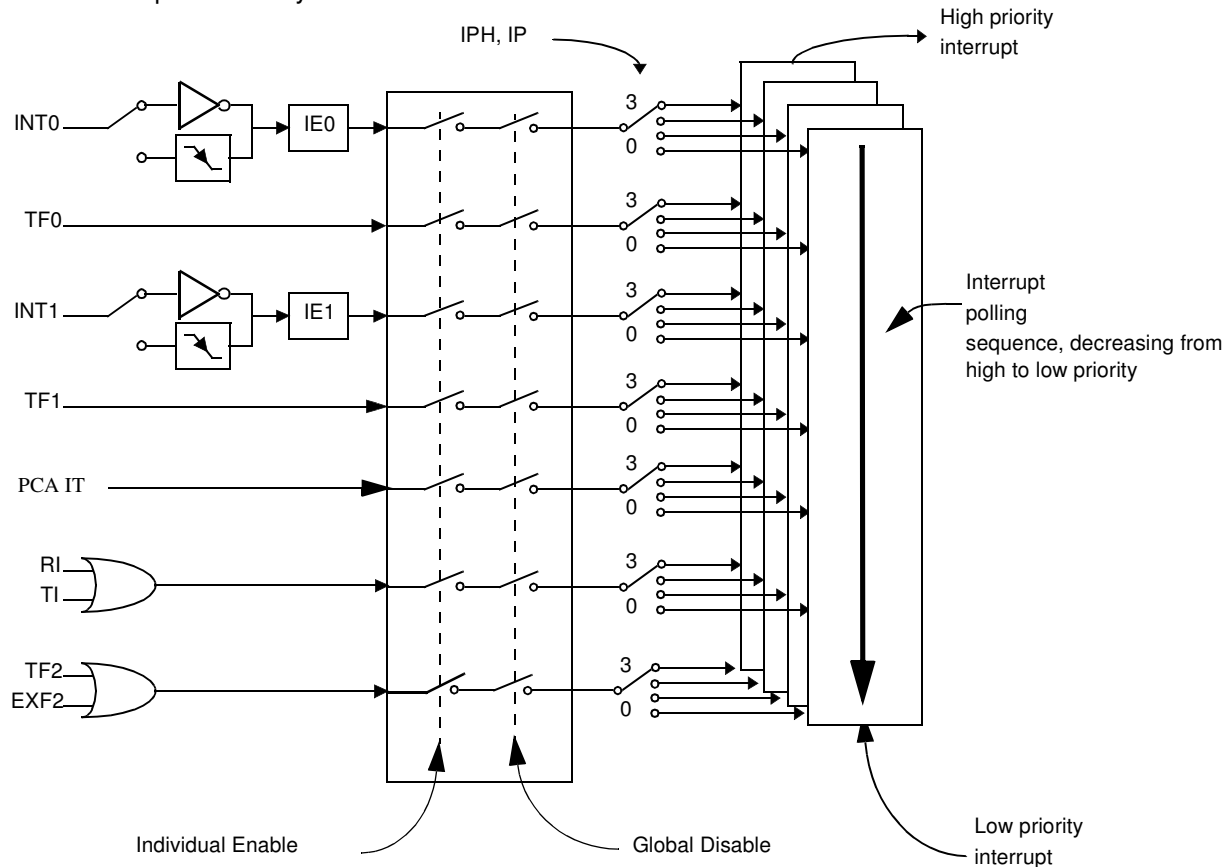 High priority
interrupt
IPH, IP
INT0
IE0
3
0
TF0
3
0
INT1
IE1
3
0
Interrupt
polling
sequence, decreasing from
high to low priority
TF1
3
0
PCA IT
3
0
RI
TI
3
0
TF2
EXF2
3
0
Individual Enable
Global Disable
Low priority
interrupt